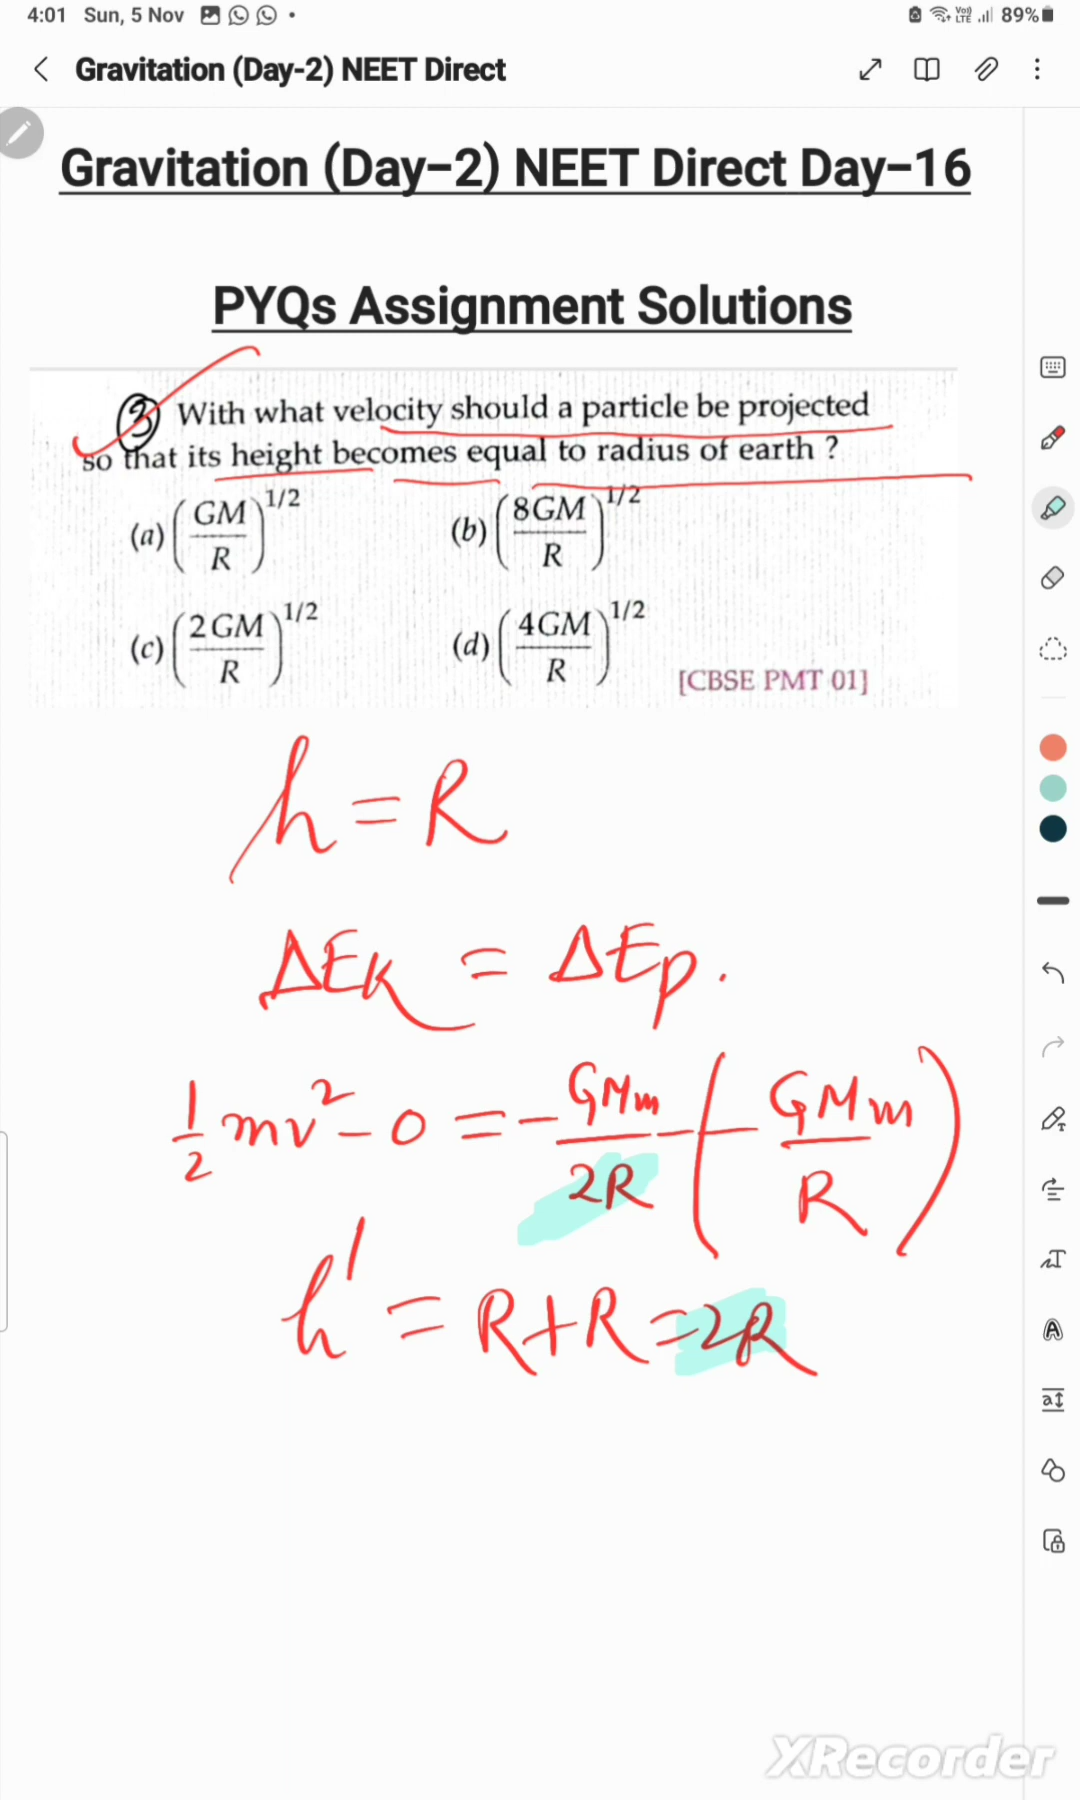 4:01 Sun, 5 Nov 89%
Gravitation (Day-2) NEET Direct
Gravitation (Day-2) NEET Direct Day-16
PYQs Assignment Solutions
③ With what velocity should a particle be projected
so that its height becomes equal to radius of earth ?
(a) (GM/R)^1/2 (b) (8GM/R)^1/2
(c) (2GM/R)^1/2 (d) (4GM/R)^1/2
[CBSE PMT 01]
h = R
ΔEK = ΔEp.
1/2 mv² - 0 = - GMm/2R - (- GMm/R)
h' = R+R = 2R
XRecorder